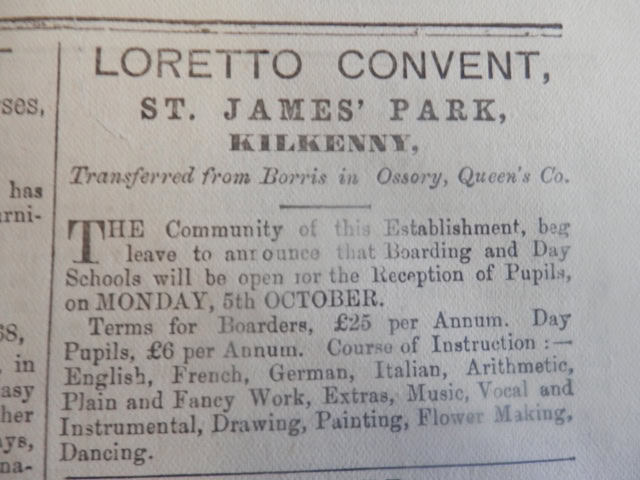 LORETTO CONVENT,
ST. JAMES' PARK,
KILKENNY,
Transferred from Borris in Ossory, Queen's Co.
THE Community of this Establishment, beg
leave to announce that Boarding and Day
Schools will be open for the Reception of Pupils,
on MONDAY, 5th OCTOBER.
Terms for Boarders, £25 per Annum. Day
Pupils, £6 per Annum. Course of Instruction :—
English, French, German, Italian, Arithmetic,
Plain and Fancy Work, Extras, Music, Vocal and
Instrumental, Drawing, Painting, Flower Making,
Dancing.
has
in